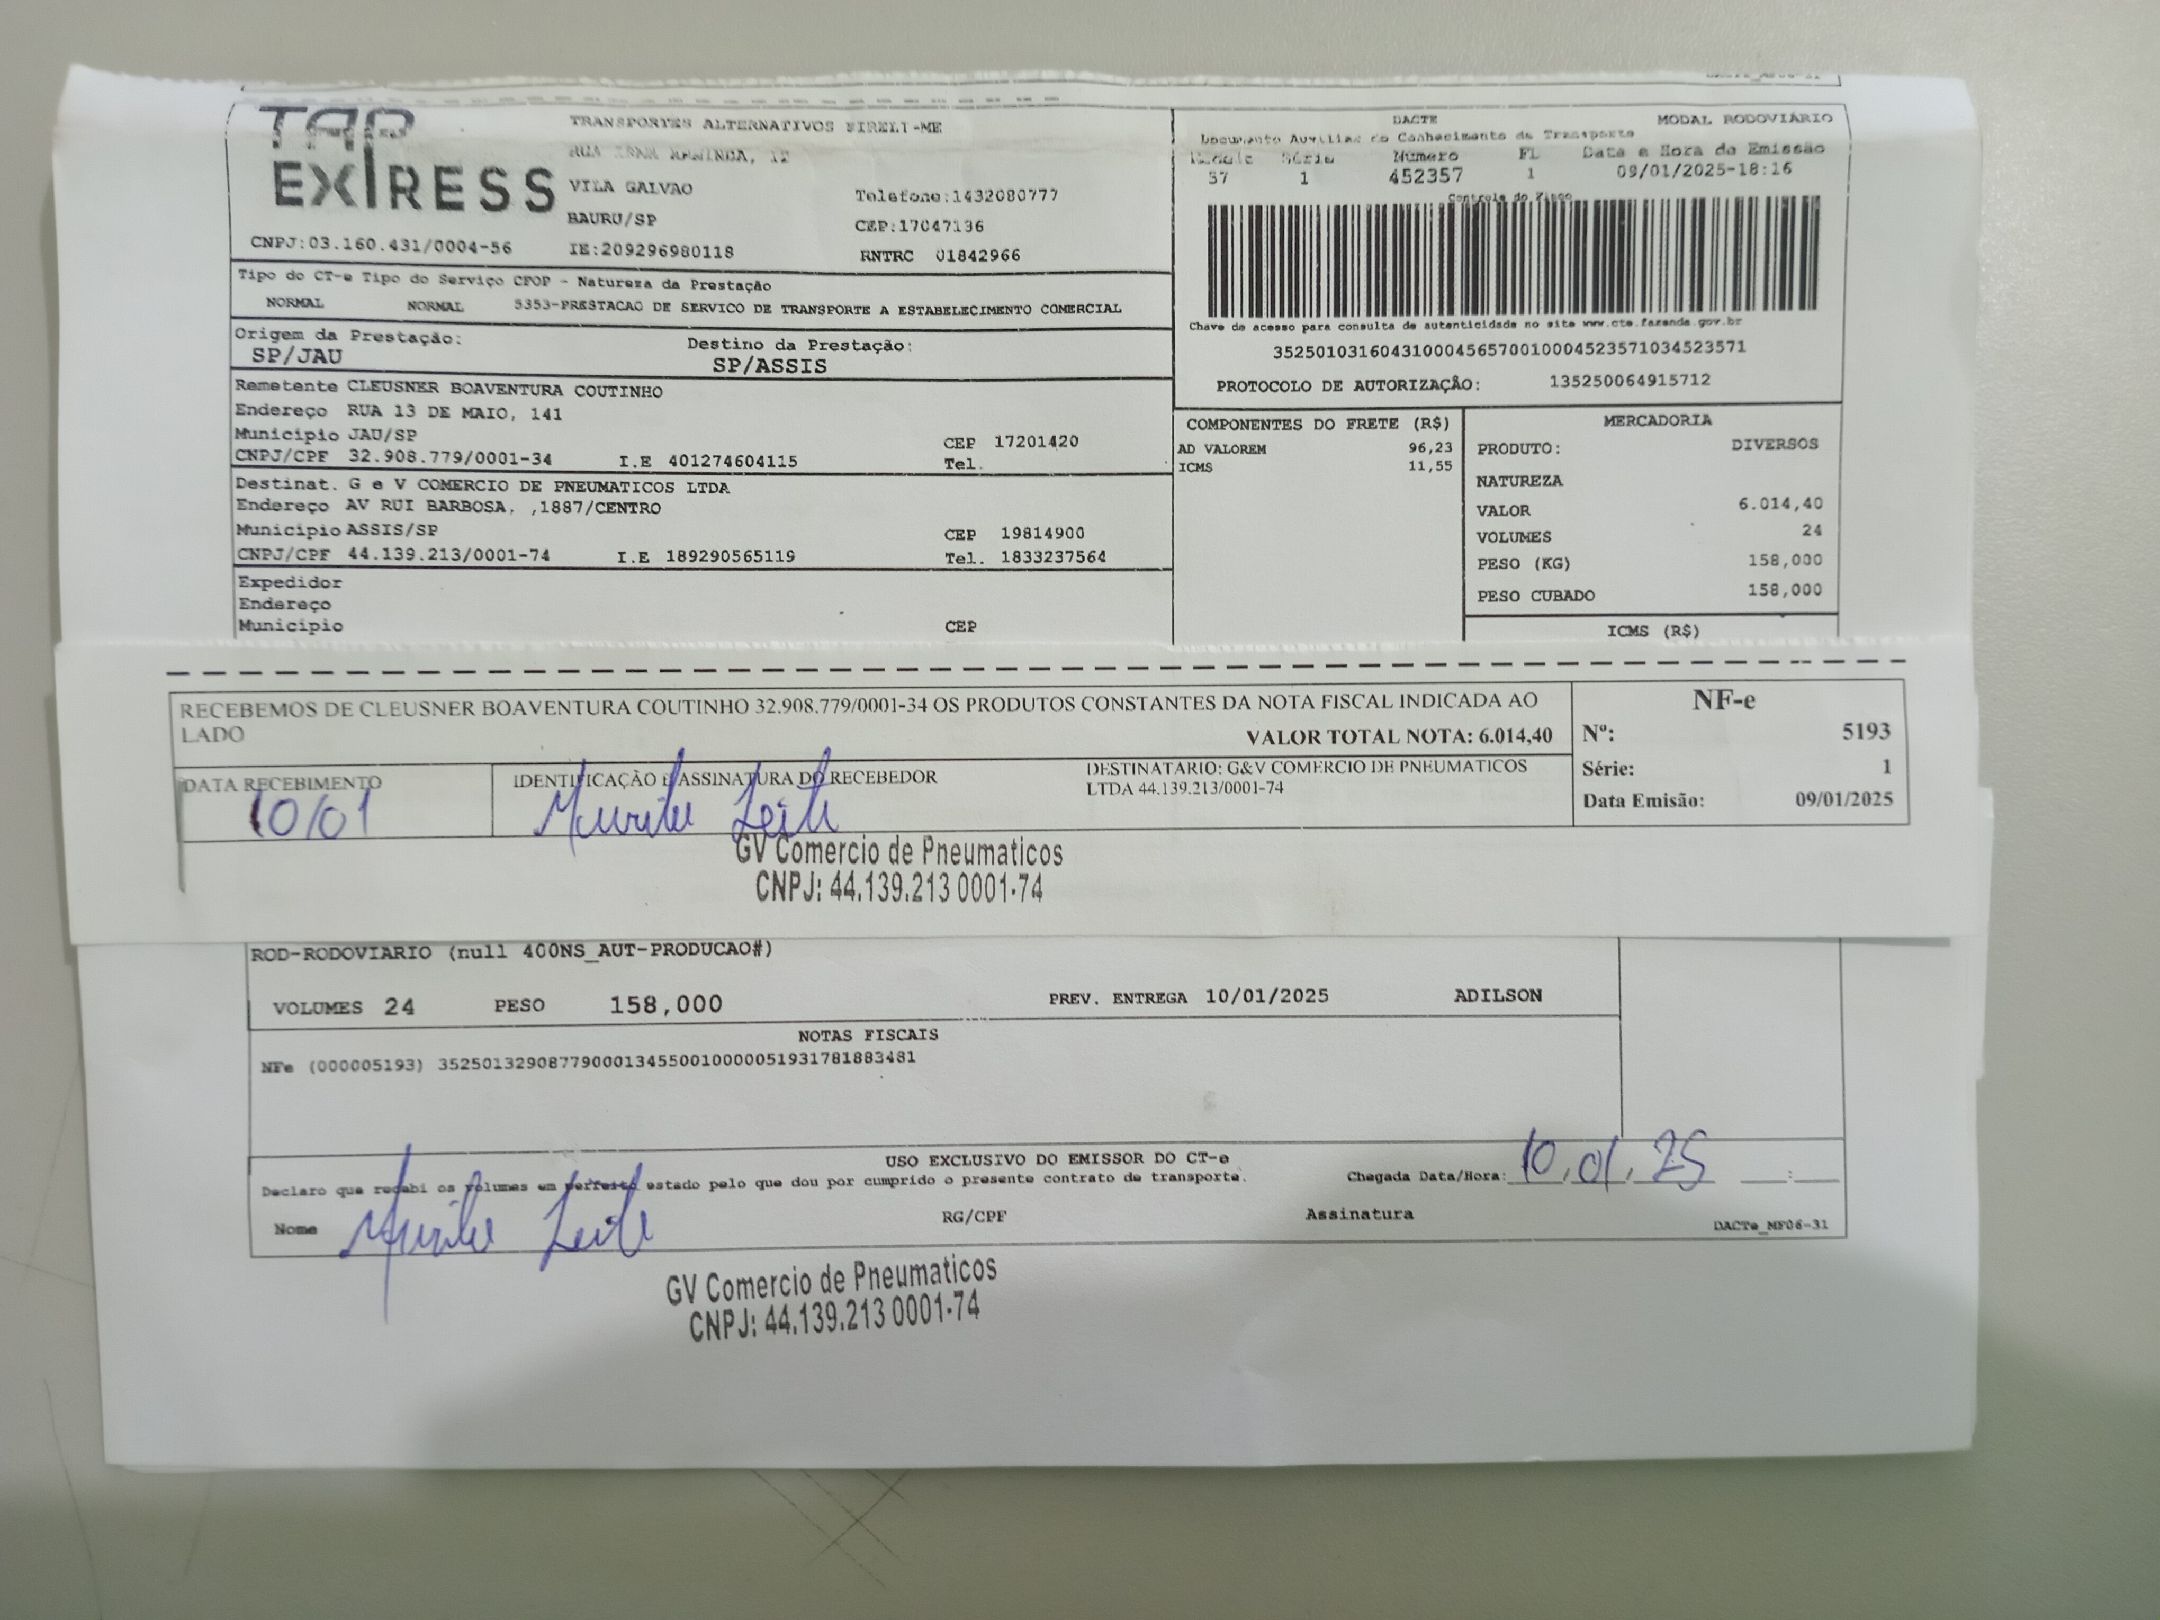 TAP
EXPRESS
TRANSPORTES ALTERNATIVOS EIRELI-ME
VILA GALVAO
Telefone:1432080777
BAURU/SP
CEP:17047136
CNPJ:03.160.431/0004-56
IE:209296980118
RNTRC 01842966
DACTE
MODAL RODOVIÁRIO
Documento Auxiliar do Conhecimento de Transporte
Modelo Série Número FL Data e Hora de Emissão
57 1 452357 1 09/01/2025-18:16
Controle do Fisco
Chave de acesso para consulta de autenticidade no site www.cte.fazenda.gov.br
35250103160431000456570010004523571034523571
PROTOCOLO DE AUTORIZAÇÃO: 135250064915712
Tipo do CT-e Tipo do Serviço CFOP - Natureza da Prestação
NORMAL NORMAL 5353-PRESTACAO DE SERVICO DE TRANSPORTE A ESTABELECIMENTO COMERCIAL
Origem da Prestação:
SP/JAU
Destino da Prestação:
SP/ASSIS
Remetente CLEUSNER BOAVENTURA COUTINHO
Endereço RUA 13 DE MAIO, 141
Município JAU/SP CEP 17201420
CNPJ/CPF 32.908.779/0001-34 I.E 401274604115 Tel.
Destinat. G e V COMERCIO DE PNEUMATICOS LTDA
Endereço AV RUI BARBOSA, ,1887/CENTRO
Município ASSIS/SP CEP 19814900
CNPJ/CPF 44.139.213/0001-74 I.E 189290565119 Tel. 1833237564
Expedidor
Endereço
Município CEP
COMPONENTES DO FRETE (R$)
AD VALOREM 96,23
ICMS 11,55
MERCADORIA
PRODUTO: DIVERSOS
NATUREZA
VALOR 6.014,40
VOLUMES 24
PESO (KG) 158,000
PESO CUBADO 158,000
ICMS (R$)
RECEBEMOS DE CLEUSNER BOAVENTURA COUTINHO 32.908.779/0001-34 OS PRODUTOS CONSTANTES DA NOTA FISCAL INDICADA AO
LADO
VALOR TOTAL NOTA: 6.014,40
DATA RECEBIMENTO
10/01
IDENTIFICAÇÃO E ASSINATURA DO RECEBEDOR
Murilo Leite
DESTINATARIO: G&V COMERCIO DE PNEUMATICOS
LTDA 44.139.213/0001-74
NF-e
Nº: 5193
Série: 1
Data Emisão: 09/01/2025
GV Comercio de Pneumaticos
CNPJ: 44.139.213 0001-74
ROD-RODOVIARIO (null 400NS_AUT-PRODUCAO#)
VOLUMES 24 PESO 158,000 PREV. ENTREGA 10/01/2025 ADILSON
NOTAS FISCAIS
NFe (000005193) 35250132908779000134550010000051931781883481
USO EXCLUSIVO DO EMISSOR DO CT-e
Declaro que recebi os volumes em perfeito estado pelo que dou por cumprido o presente contrato de transporte.
Chegada Data/Hora: 10,01,25 :
Nome Murilo Leite RG/CPF Assinatura
DACTe_MF06-31
GV Comercio de Pneumaticos
CNPJ: 44.139.213 0001-74